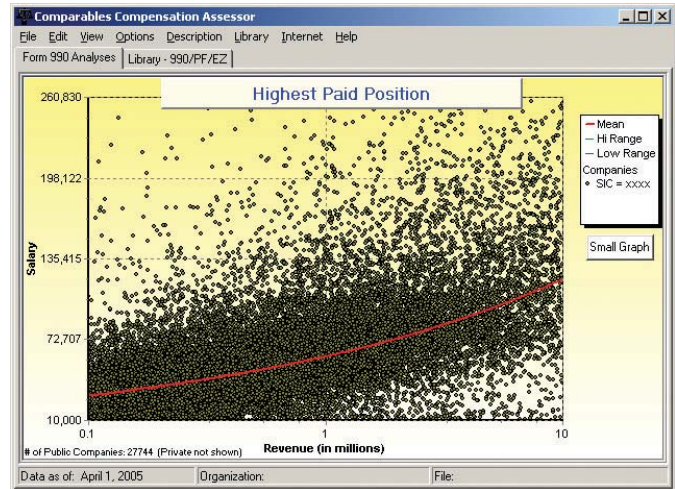 Comparables Compensation Assessor
File Edit View Options Description Library Internet Help
Form 990 Analyses Library - 990/PF/EZ
Highest Paid Position
260,830
198,122
135,415
72,707
10,000
Salary
0.1 1 10
Revenue (in millions)
# of Public Companies: 27744 (Private not shown)
Mean
Hi Range
Low Range
Companies
SIC = xxxx
Small Graph
Data as of: April 1, 2005 Organization: File: